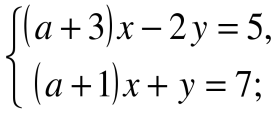 (a + 3)x − 2y = 5,
(a + 1)x + y = 7;